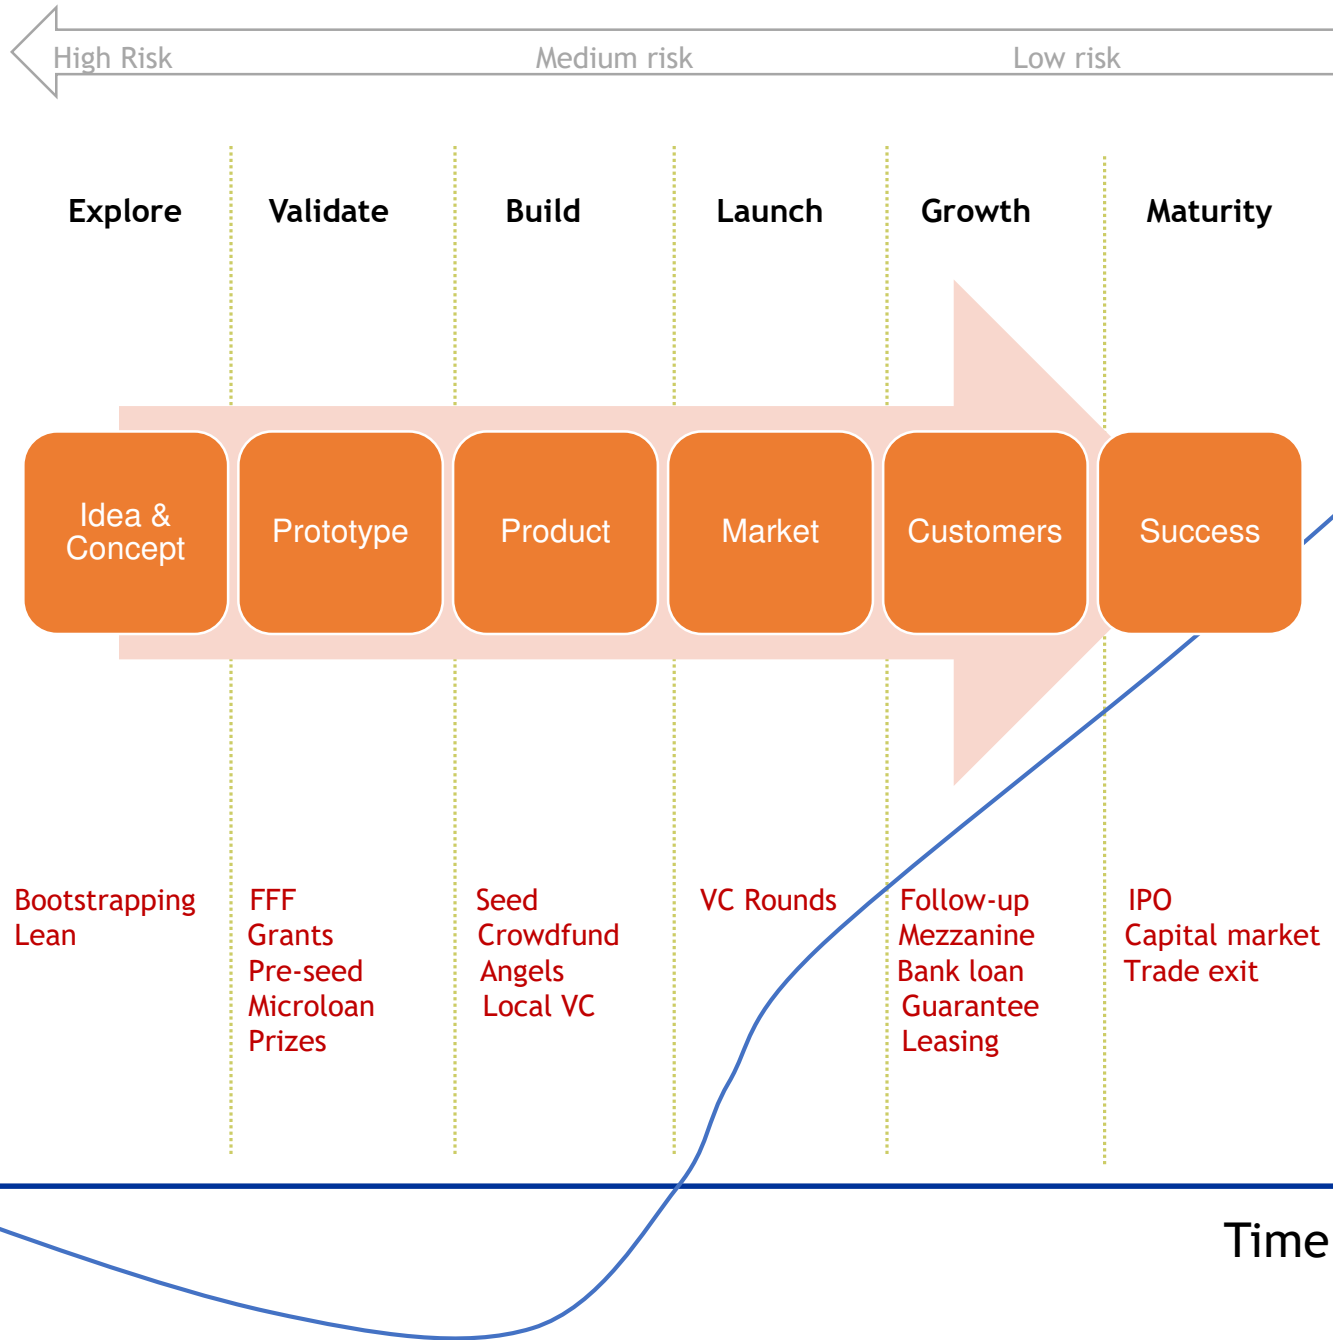 High Risk
Medium risk
Low risk
Explore
Validate
Build
Launch
Growth
Maturity
Idea &
Concept
Prototype
Product
Market
Customers
Success
Bootstrapping
Lean
FFF
Grants
Pre-seed
Microloan
Prizes
Seed
Crowdfund
Angels
Local VC
VC Rounds
Follow-up
Mezzanine
Bank loan
Guarantee
Leasing
IPO
Capital market
Trade exit
Time